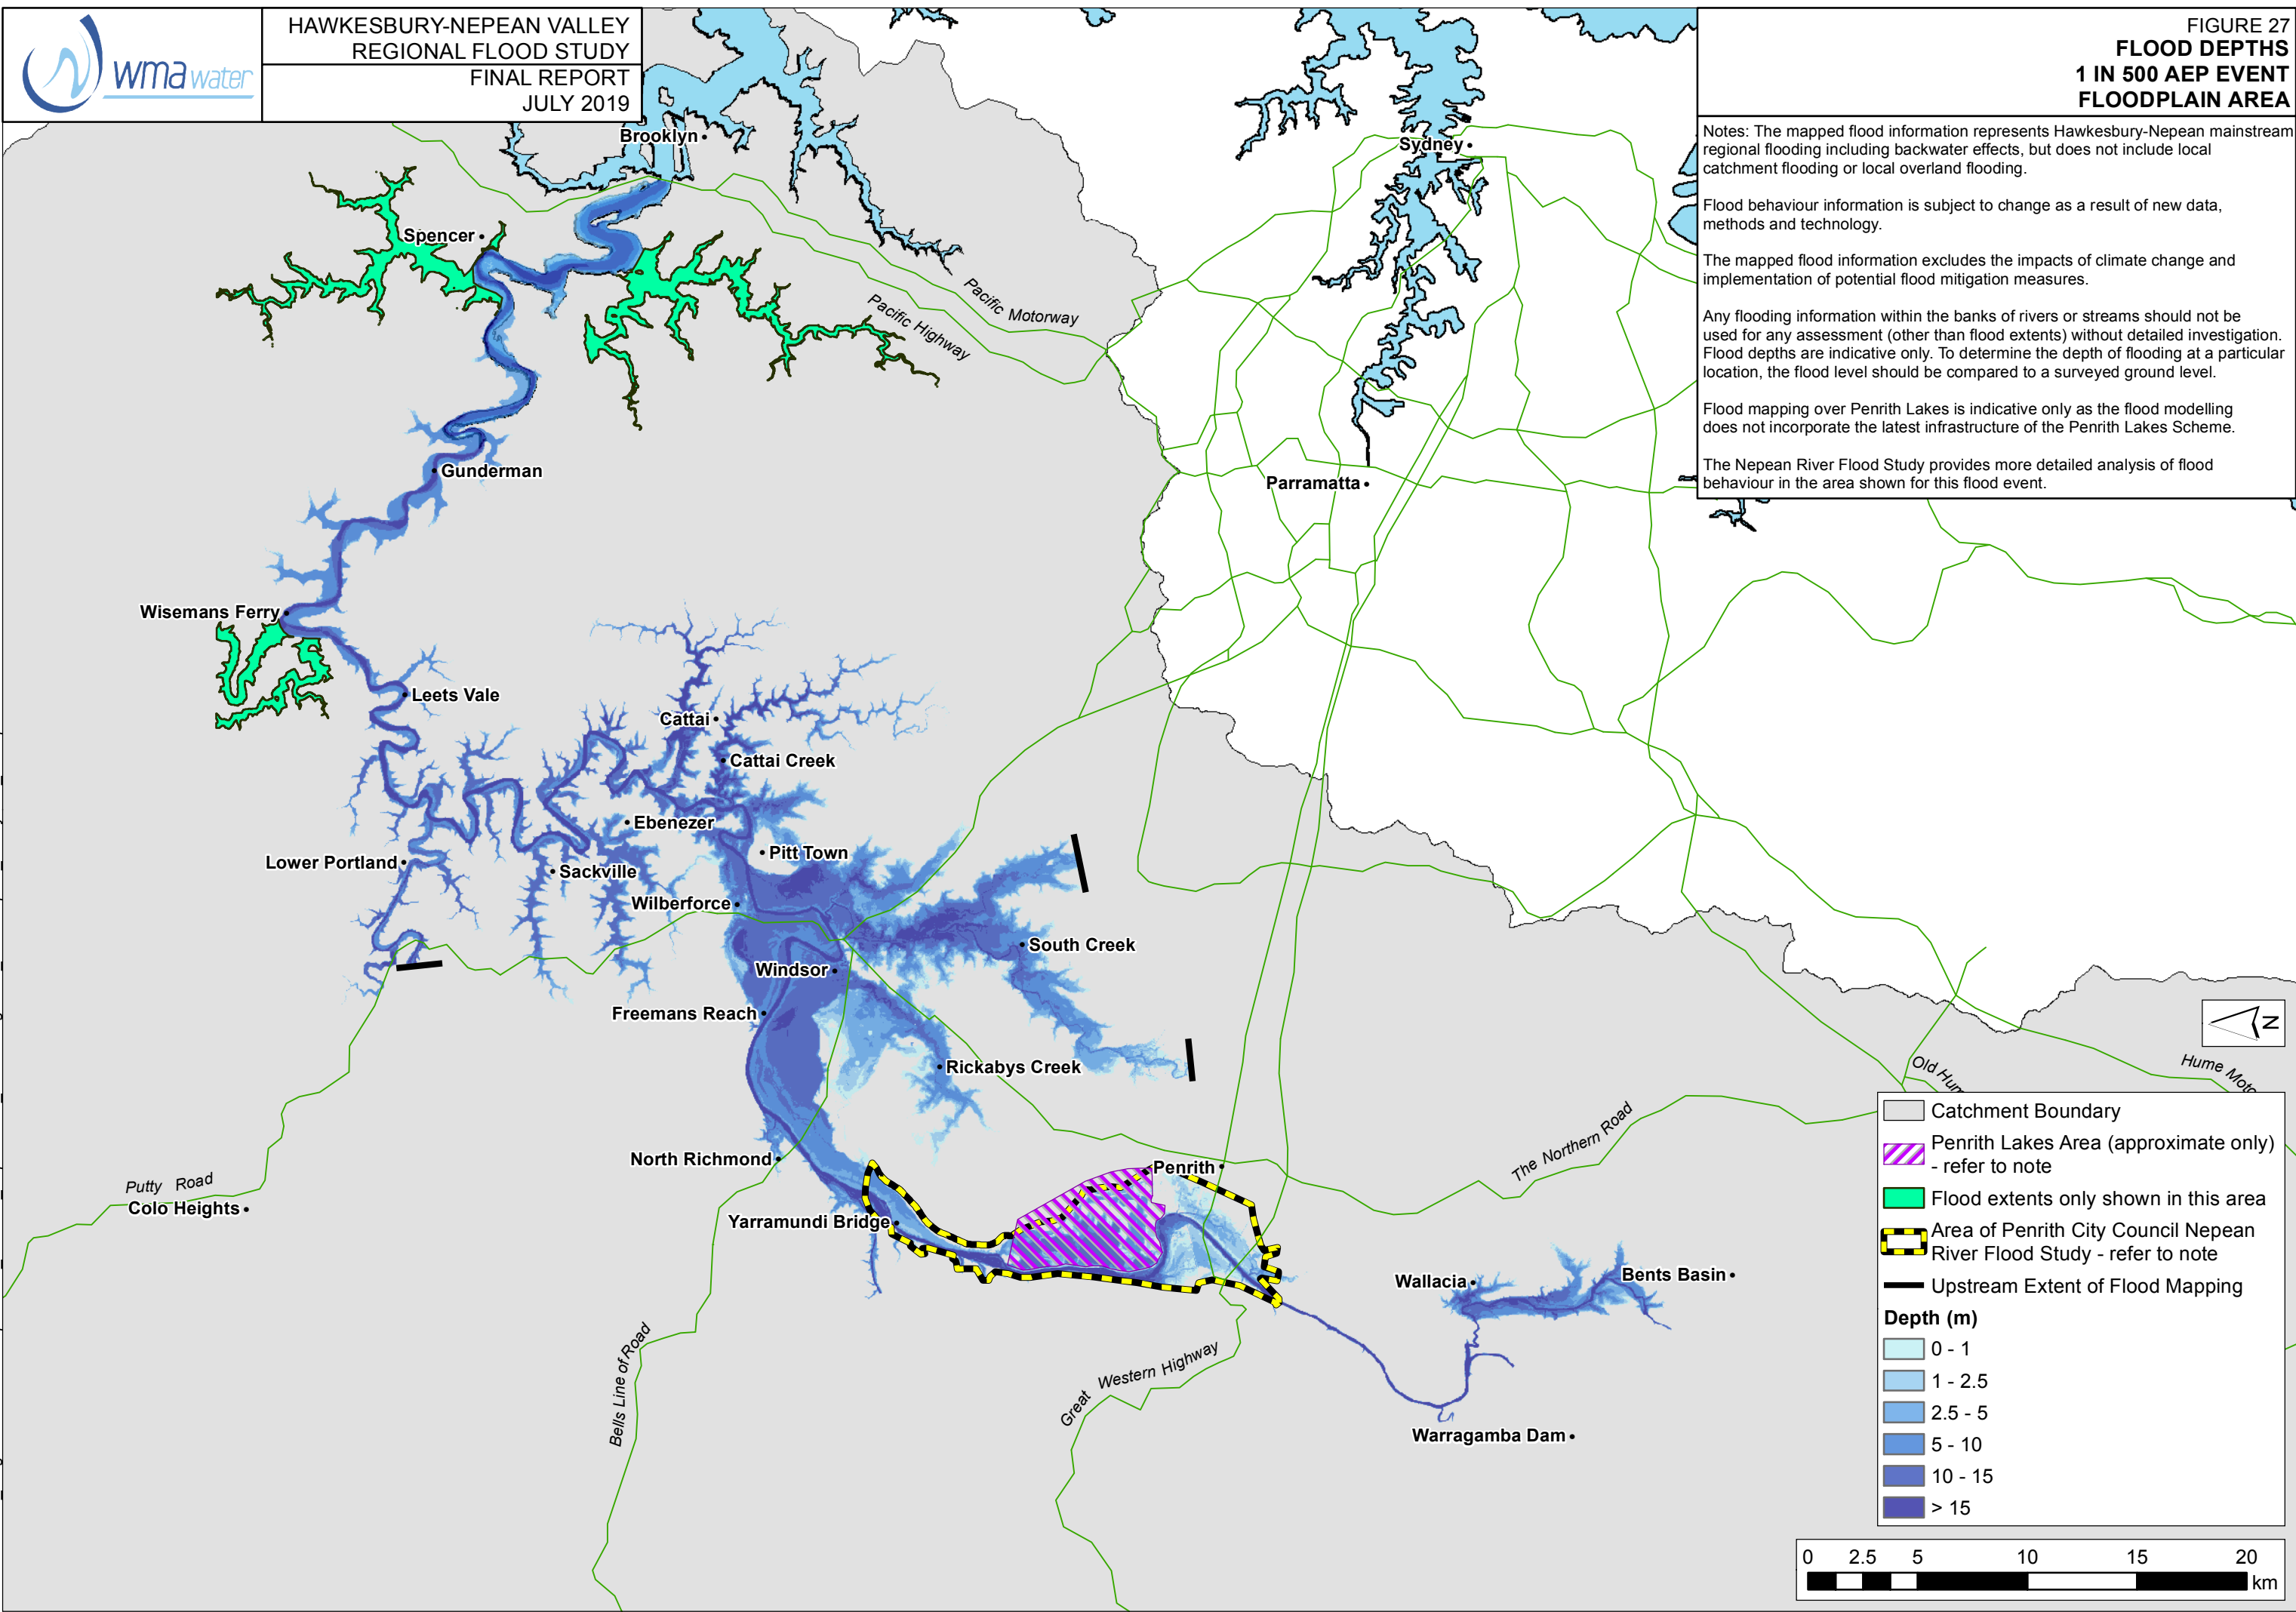 wma water
HAWKESBURY-NEPEAN VALLEY
REGIONAL FLOOD STUDY
FINAL REPORT
JULY 2019
FIGURE 27
FLOOD DEPTHS
1 IN 500 AEP EVENT
FLOODPLAIN AREA
Notes: The mapped flood information represents Hawkesbury-Nepean mainstream
regional flooding including backwater effects, but does not include local
catchment flooding or local overland flooding.
Flood behaviour information is subject to change as a result of new data,
methods and technology.
The mapped flood information excludes the impacts of climate change and
implementation of potential flood mitigation measures.
Any flooding information within the banks of rivers or streams should not be
used for any assessment (other than flood extents) without detailed investigation.
Flood depths are indicative only. To determine the depth of flooding at a particular
location, the flood level should be compared to a surveyed ground level.
Flood mapping over Penrith Lakes is indicative only as the flood modelling
does not incorporate the latest infrastructure of the Penrith Lakes Scheme.
The Nepean River Flood Study provides more detailed analysis of flood
behaviour in the area shown for this flood event.
Brooklyn
Sydney
Spencer
Pacific Motorway
Pacific Highway
Gunderman
Parramatta
Wisemans Ferry
Leets Vale
Cattai
Cattai Creek
Ebenezer
Pitt Town
Lower Portland
Sackville
Wilberforce
South Creek
Windsor
Freemans Reach
Rickabys Creek
North Richmond
Penrith
The Northern Road
Putty Road
Colo Heights
Yarramundi Bridge
Wallacia
Bents Basin
Bells Line of Road
Great Western Highway
Warragamba Dam
N
Old Hum
Hume Moto
Catchment Boundary
Penrith Lakes Area (approximate only)
- refer to note
Flood extents only shown in this area
Area of Penrith City Council Nepean
River Flood Study - refer to note
Upstream Extent of Flood Mapping
Depth (m)
0 - 1
1 - 2.5
2.5 - 5
5 - 10
10 - 15
> 15
0 2.5 5 10 15 20
km